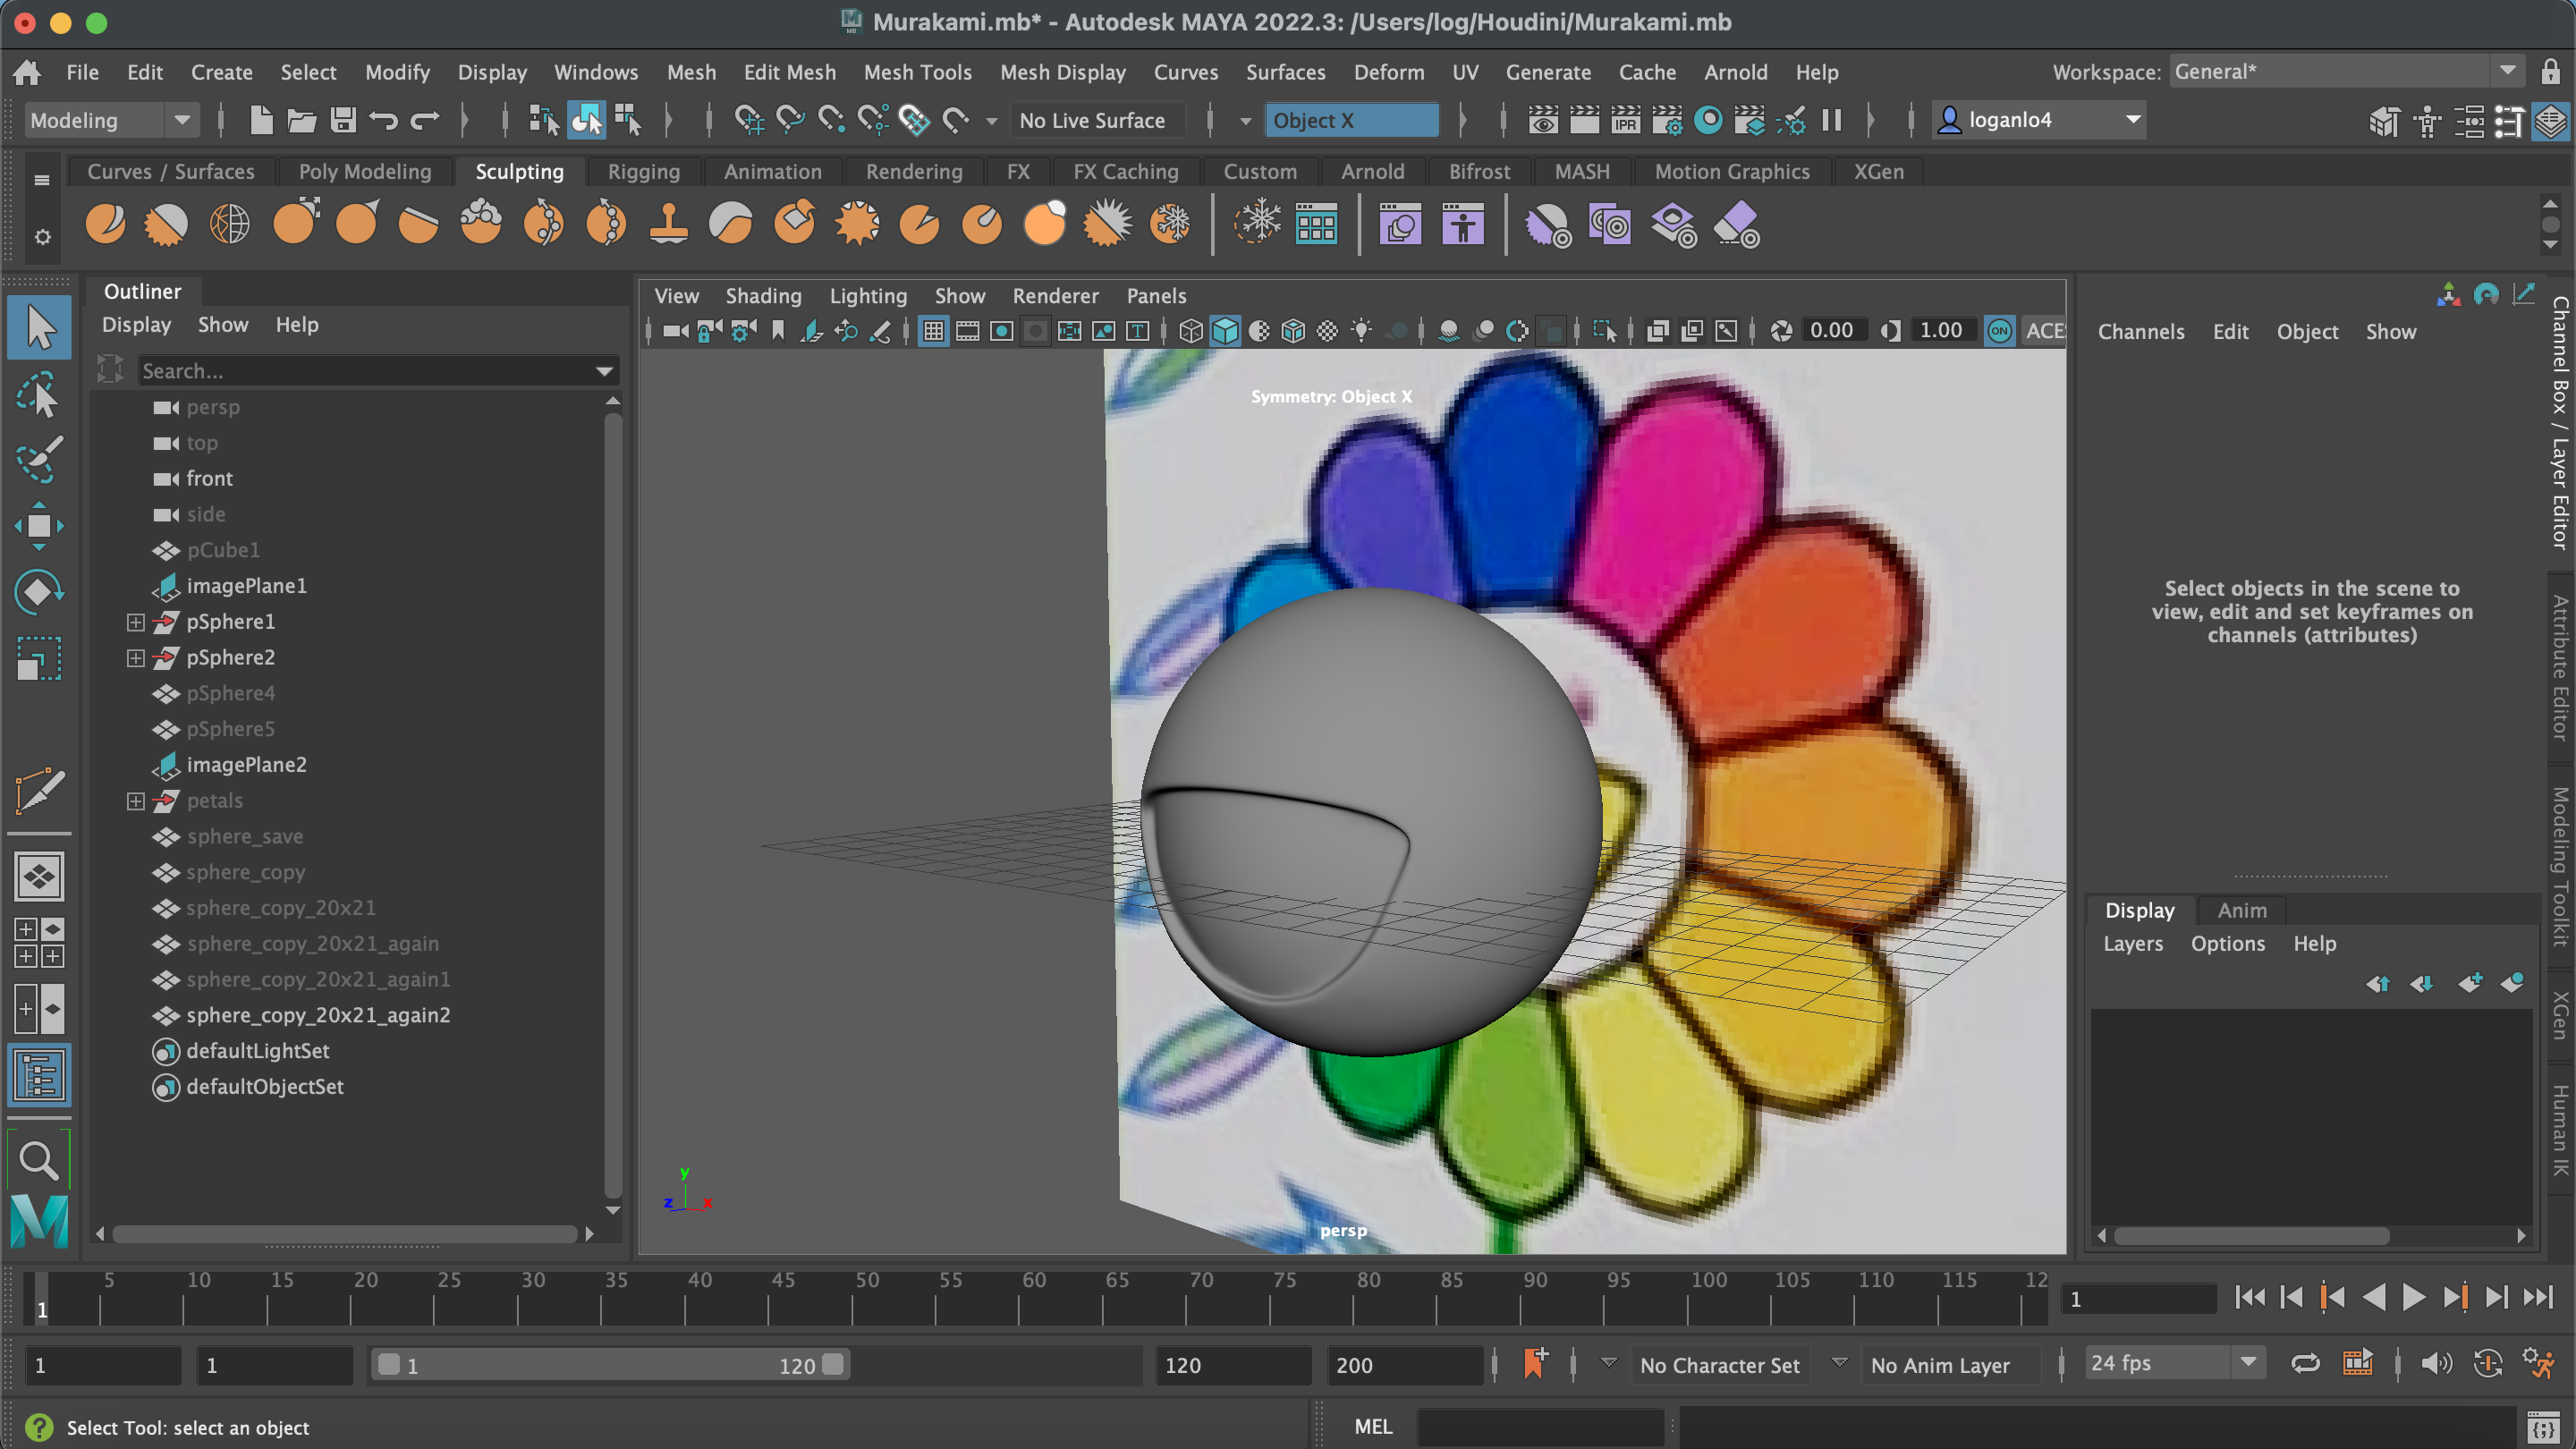 Murakami.mb* - Autodesk MAYA 2022.3: /Users/log/Houdini/Murakami.mb
File Edit Create Select Modify Display Windows Mesh Edit Mesh Mesh Tools Mesh Display Curves Surfaces Deform UV Generate Cache Arnold Help Workspace: General*
Modeling No Live Surface Object X IPR loganlo4
Curves / Surfaces Poly Modeling Sculpting Rigging Animation Rendering FX FX Caching Custom Arnold Bifrost MASH Motion Graphics XGen
Outliner
Display Show Help
Search...
persp
top
front
side
pCube1
imagePlane1
pSphere1
pSphere2
pSphere4
pSphere5
imagePlane2
petals
sphere_save
sphere_copy
sphere_copy_20x21
sphere_copy_20x21_again
sphere_copy_20x21_again1
sphere_copy_20x21_again2
defaultLightSet
defaultObjectSet
View Shading Lighting Show Renderer Panels
0.00 1.00 ON ACES
Symmetry: Object X
y
z x
persp
Channels Edit Object Show
Select objects in the scene to
view, edit and set keyframes on
channels (attributes)
Display Anim
Layers Options Help
Channel Box / Layer Editor
Attribute Editor
Modeling Toolkit
XGen
Human IK
5 10 15 20 25 30 35 40 45 50 55 60 65 70 75 80 85 90 95 100 105 110 115 12
1
1
1 1 1 120 120 200 No Character Set No Anim Layer 24 fps
Select Tool: select an object MEL